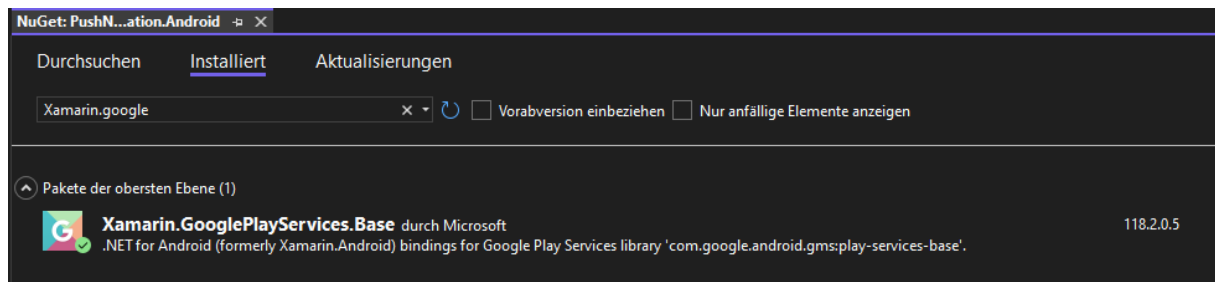 NuGet: PushN...ation.Android
Durchsuchen Installiert Aktualisierungen
Xamarin.google Vorabversion einbeziehen Nur anfällige Elemente anzeigen
Pakete der obersten Ebene (1)
Xamarin.GooglePlayServices.Base durch Microsoft 118.2.0.5
.NET for Android (formerly Xamarin.Android) bindings for Google Play Services library 'com.google.android.gms:play-services-base'.